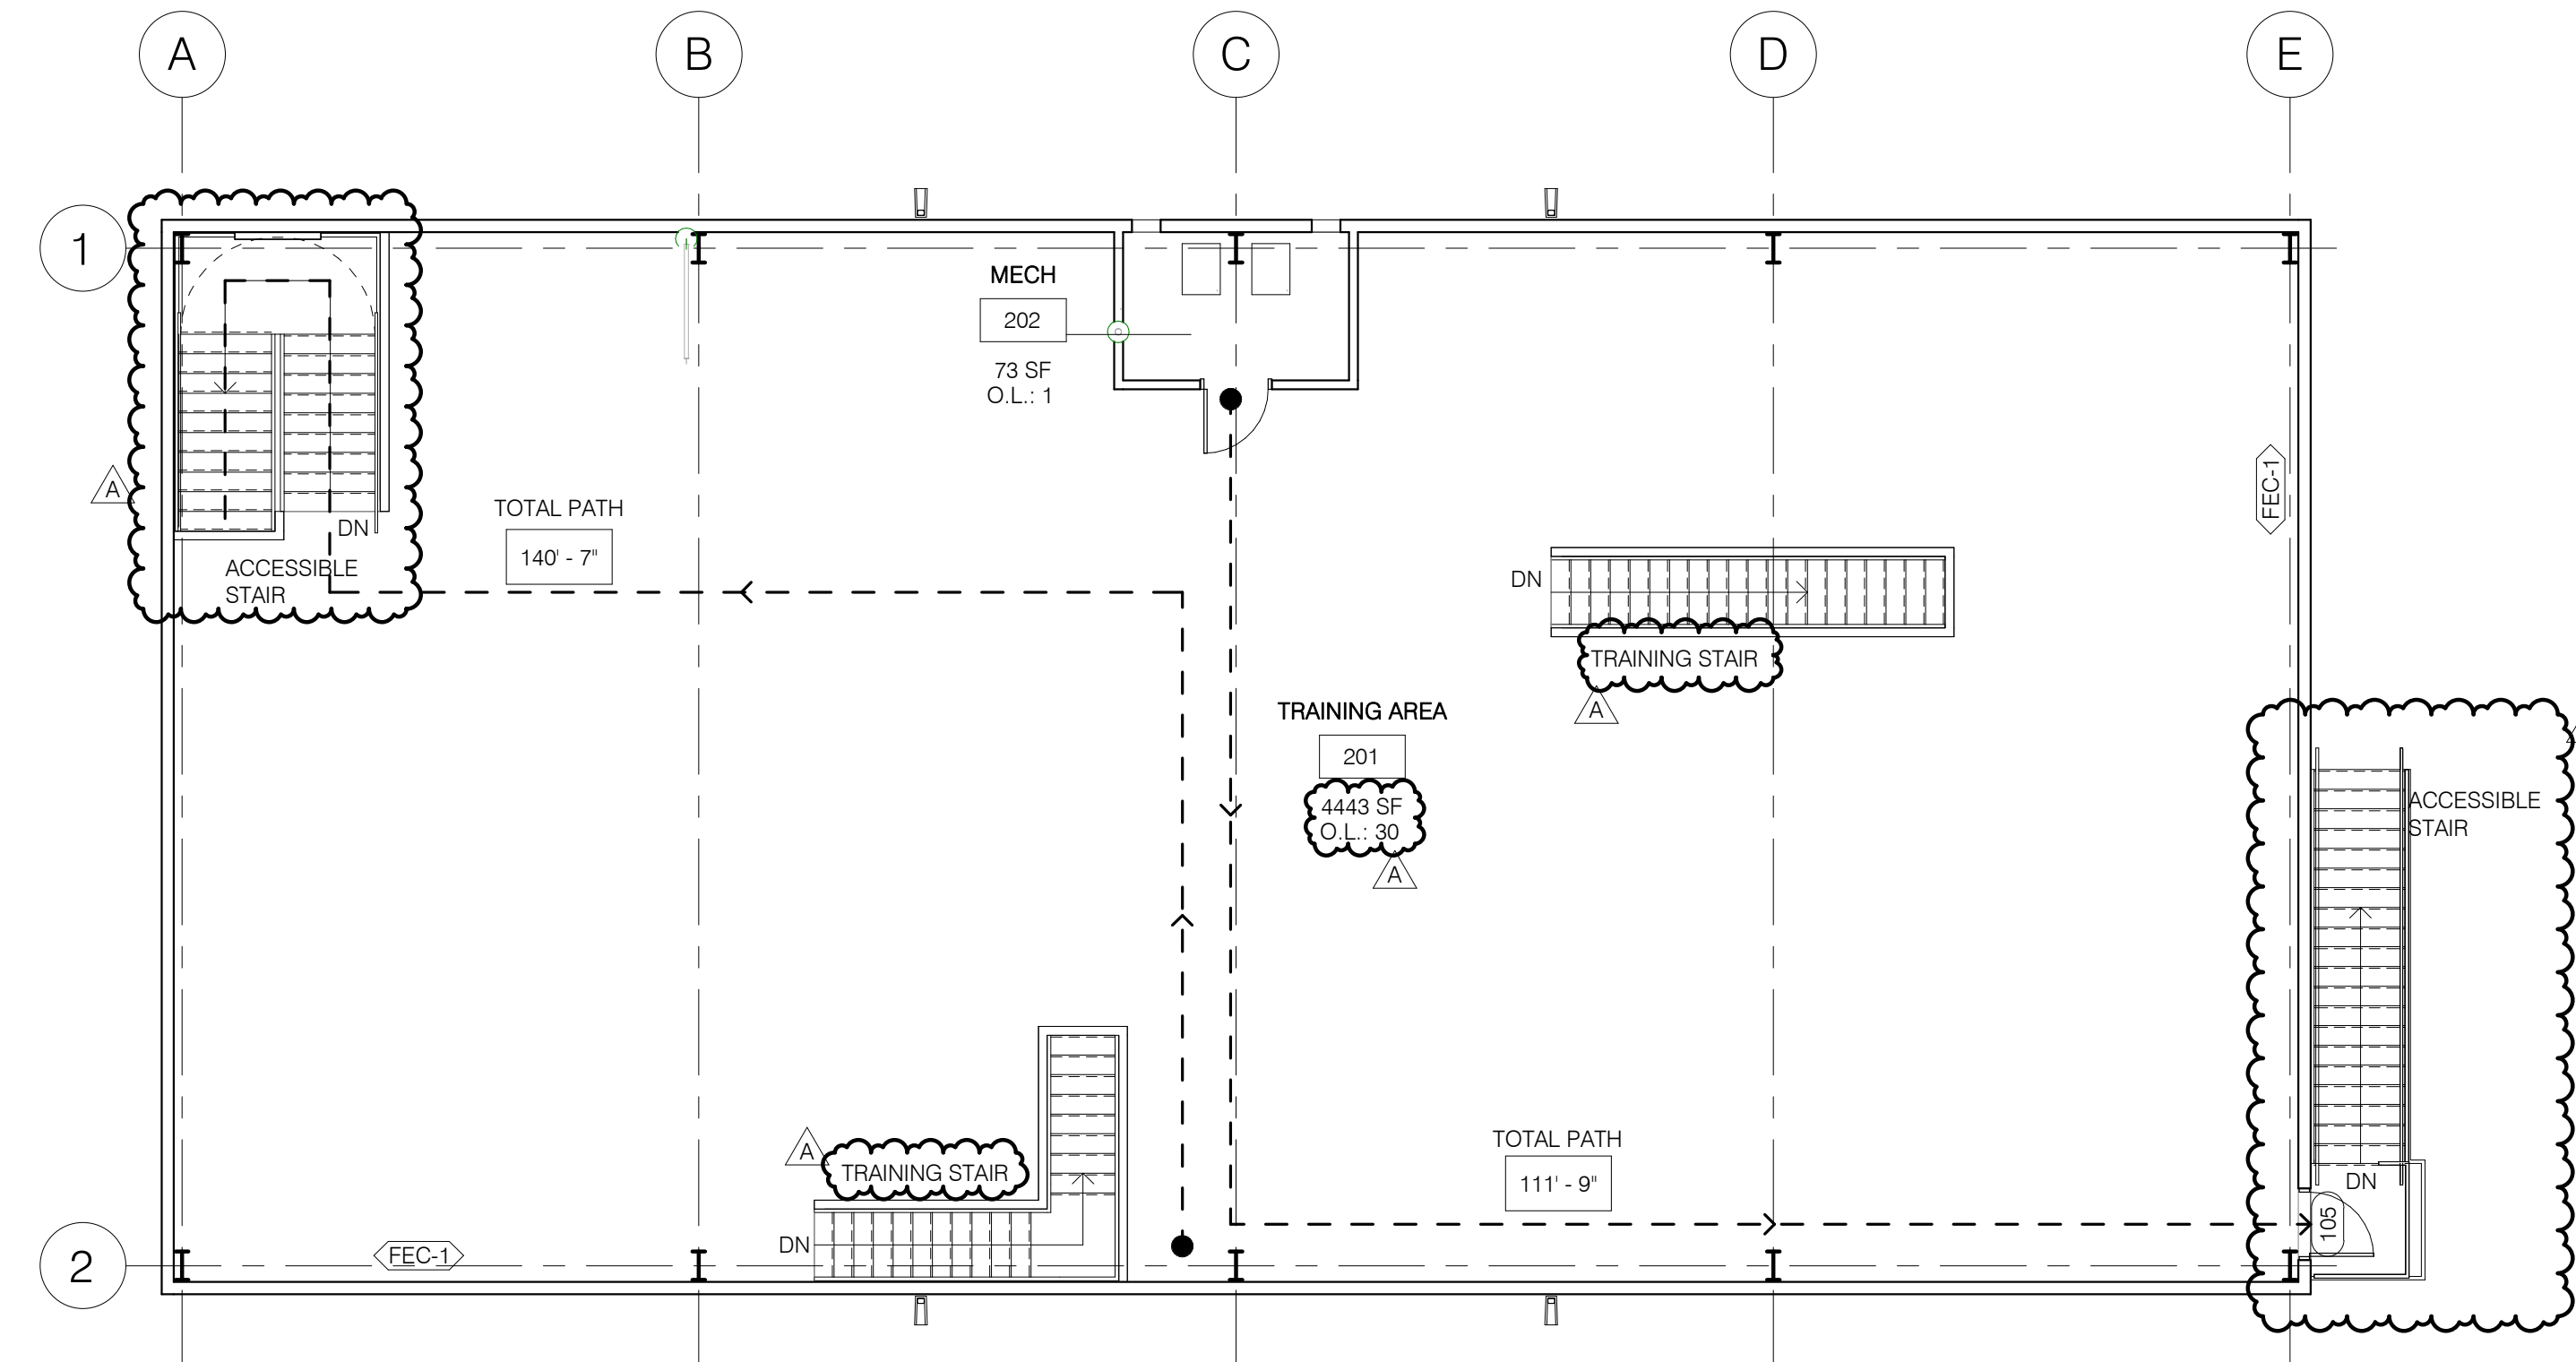 A
B
C
D
E
1
MECH
202
73 SF
O.L.: 1
FEC-1
A
DN
TOTAL PATH
140' - 7"
ACCESSIBLE
STAIR
DN
TRAINING STAIR
A
TRAINING AREA
201
4443 SF
O.L.: 30
A
ACCESSIBLE
STAIR
A
TRAINING STAIR
TOTAL PATH
111' - 9"
DN
105
DN
FEC-1
2